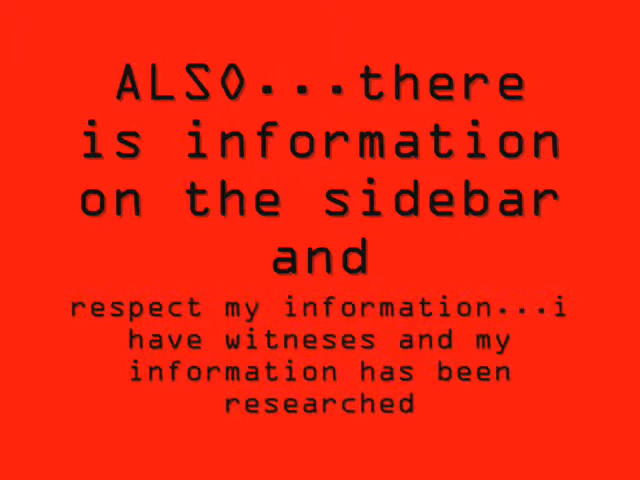 ALSO...there
is information
on the sidebar
and
respect my information...i
have witneses and my
information has been
researched